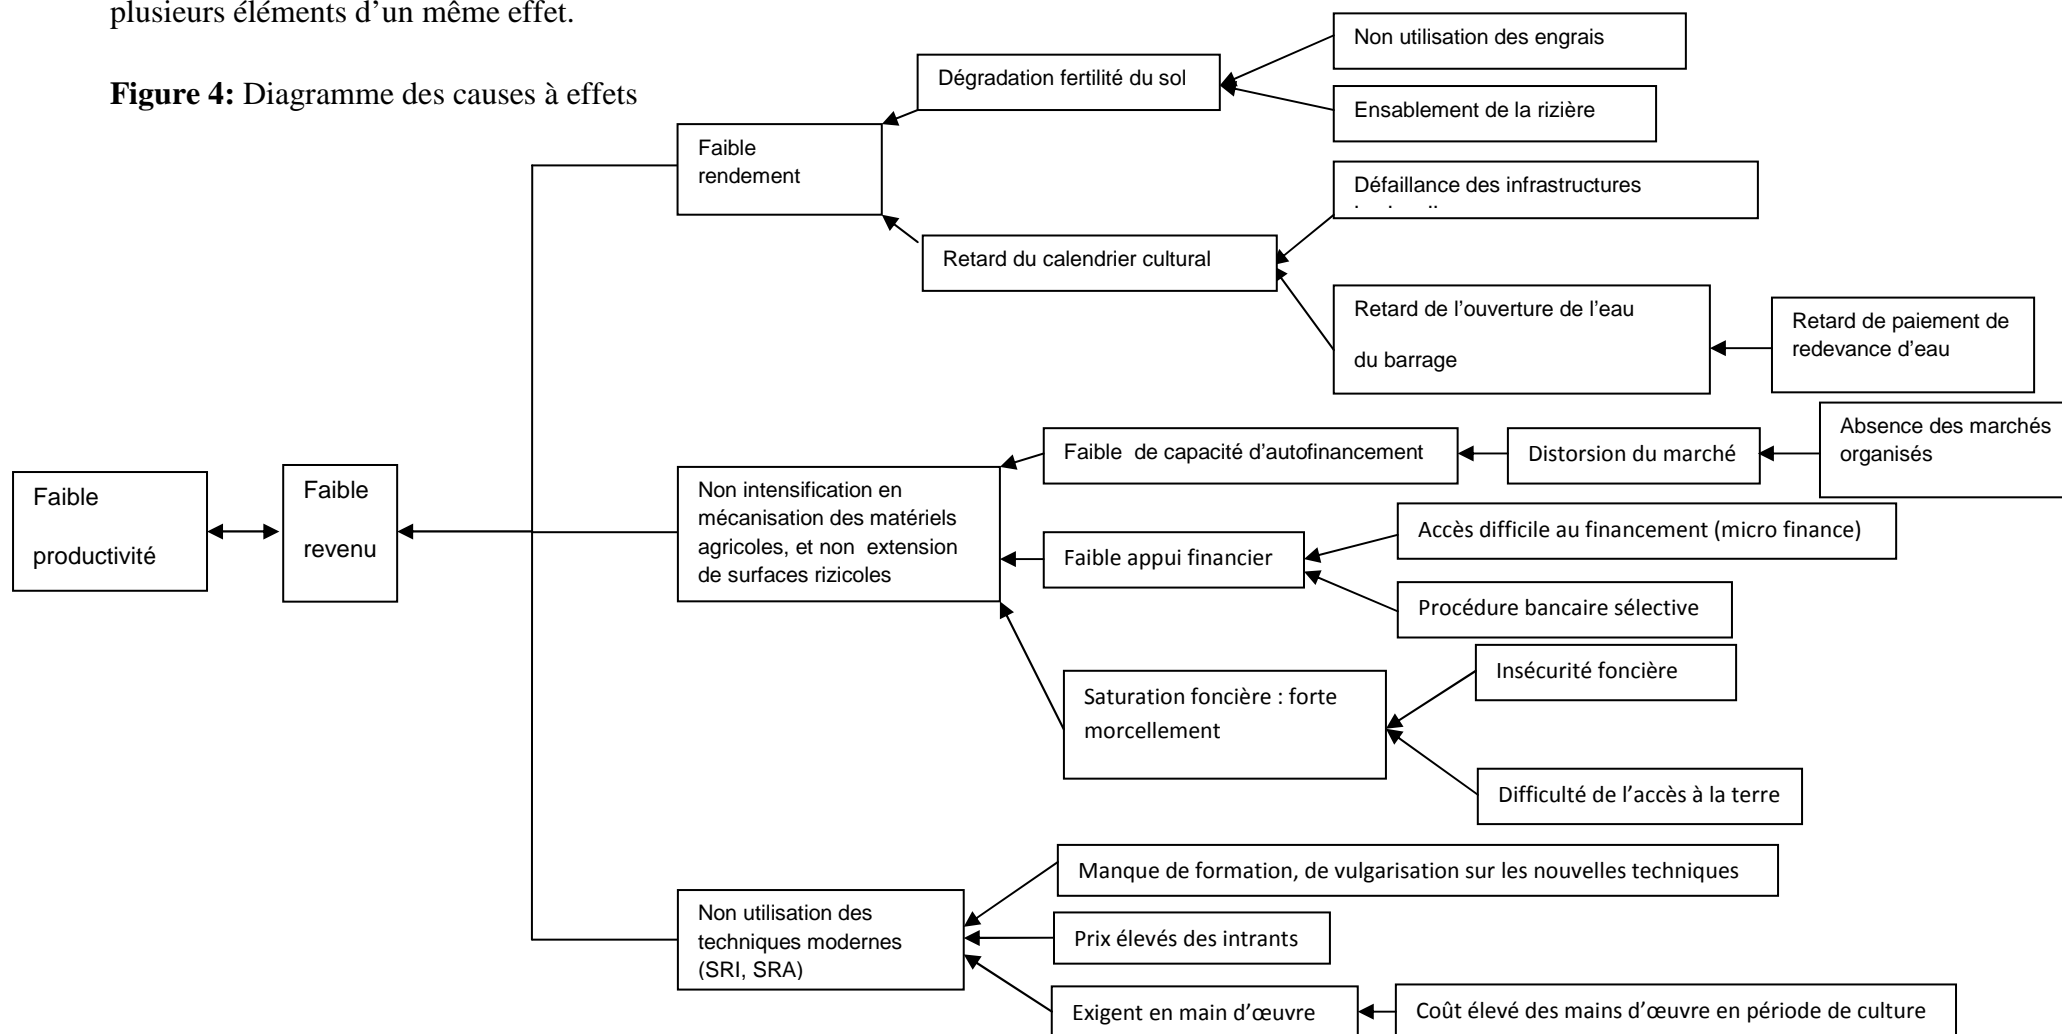 plusieurs éléments d’un même effet.
Figure 4: Diagramme des causes à effets
Faible
productivité
Faible
revenu
Faible
rendement
Dégradation fertilité du sol
Non utilisation des engrais
Ensablement de la rizière
Retard du calendrier cultural
Défaillance des infrastructures
Retard de l’ouverture de l’eau
du barrage
Retard de paiement de
redevance d’eau
Non intensification en
mécanisation des matériels
agricoles, et non extension
de surfaces rizicoles
Faible de capacité d’autofinancement
Distorsion du marché
Absence des marchés
organisés
Faible appui financier
Accès difficile au financement (micro finance)
Procédure bancaire sélective
Saturation foncière : forte
morcellement
Insécurité foncière
Difficulté de l’accès à la terre
Non utilisation des
techniques modernes
(SRI, SRA)
Manque de formation, de vulgarisation sur les nouvelles techniques
Prix élevés des intrants
Exigent en main d’œuvre
Coût élevé des mains d’œuvre en période de culture